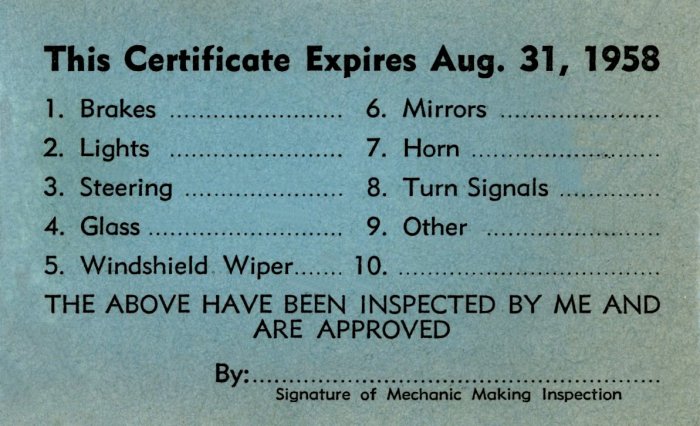 This Certificate Expires Aug. 31, 1958
1. Brakes ........................ 6. Mirrors ......................
2. Lights ........................ 7. Horn ..........................
3. Steering ...................... 8. Turn Signals ..............
4. Glass ........................... 9. Other ........................
5. Windshield Wiper....... 10. .....................................
THE ABOVE HAVE BEEN INSPECTED BY ME AND
ARE APPROVED
By:.........................................................
Signature of Mechanic Making Inspection